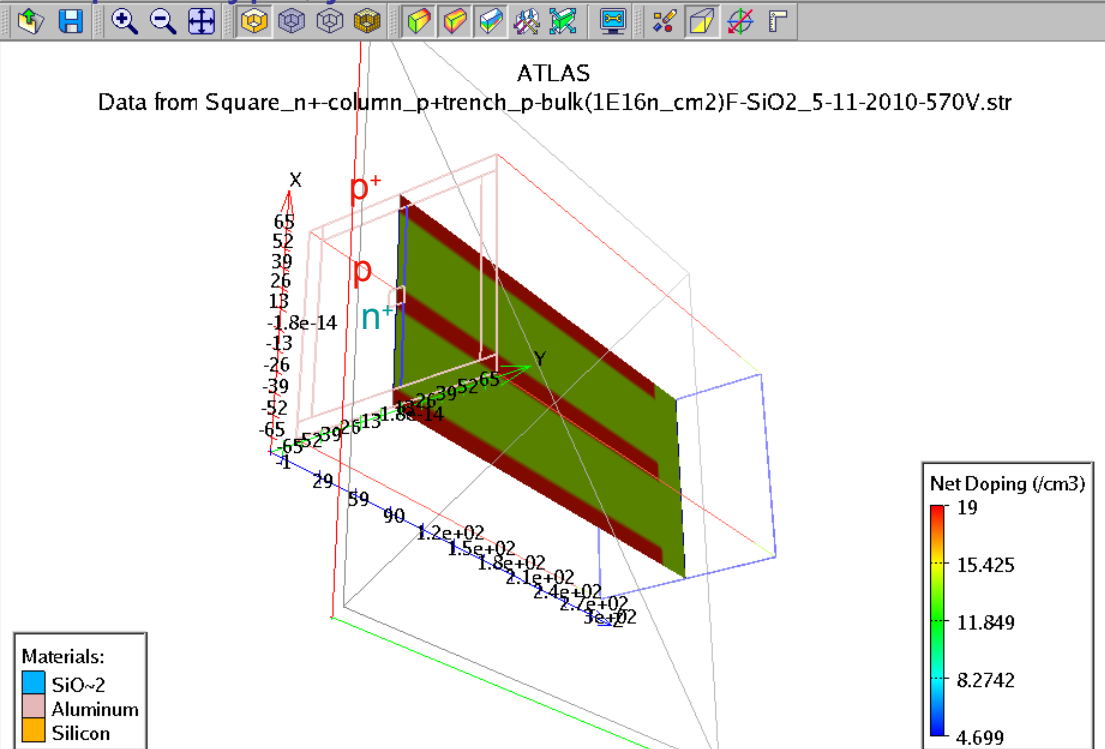 ATLAS
Data from Square_n+-column_p+trench_p-bulk(1E16n_cm2)F-SiO2_5-11-2010-570V.str
X
p+
65
52
39
26
13
-1.8e-14
-13
-26
-39
-52
-65
p
n+
Y
-65
-52
-39
-26
-13
-1.8e-14
13
26
39
52
65
-1
29
59
90
1.2e+02
1.5e+02
1.8e+02
2.1e+02
2.4e+02
2.7e+02
3e+02
Z
Net Doping (/cm3)
19
15.425
11.849
8.2742
4.699
Materials:
SiO~2
Aluminum
Silicon